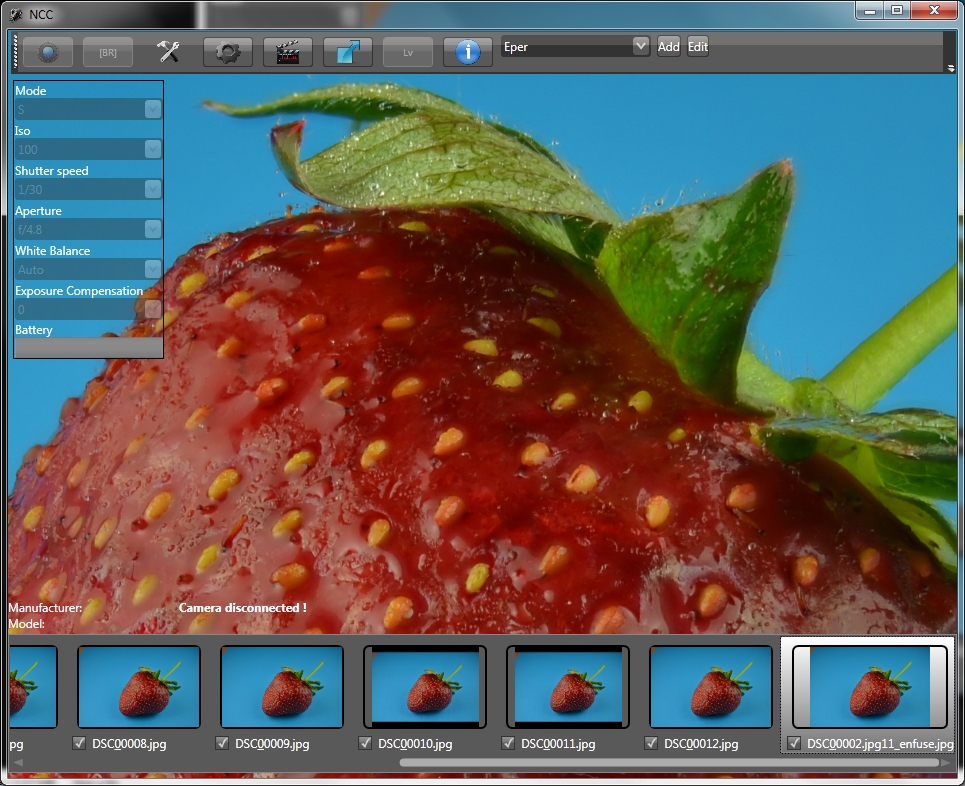 NCC
[BR]
Lv
Eper
Add
Edit
Mode
S
Iso
100
Shutter speed
1/30
Aperture
f/4.8
White Balance
Auto
Exposure Compensation
0
Battery
Manufacturer:
Camera disconnected !
Model:
pg
DSC00008.jpg
DSC00009.jpg
DSC00010.jpg
DSC00011.jpg
DSC00012.jpg
DSC00002.jpg11_enfuse.jpg